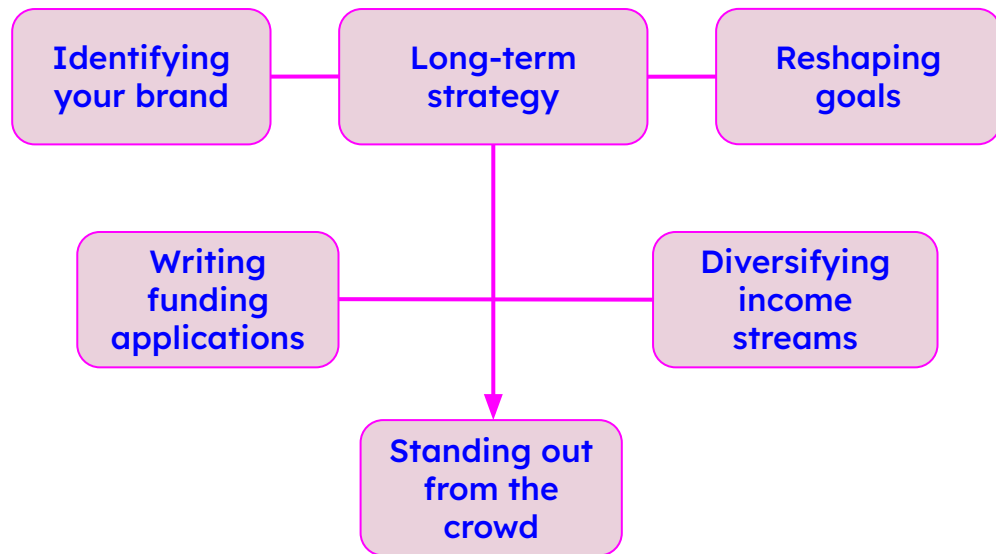 Identifying
your brand
Long-term
strategy
Reshaping
goals
Writing
funding
applications
Diversifying
income
streams
Standing out
from the
crowd